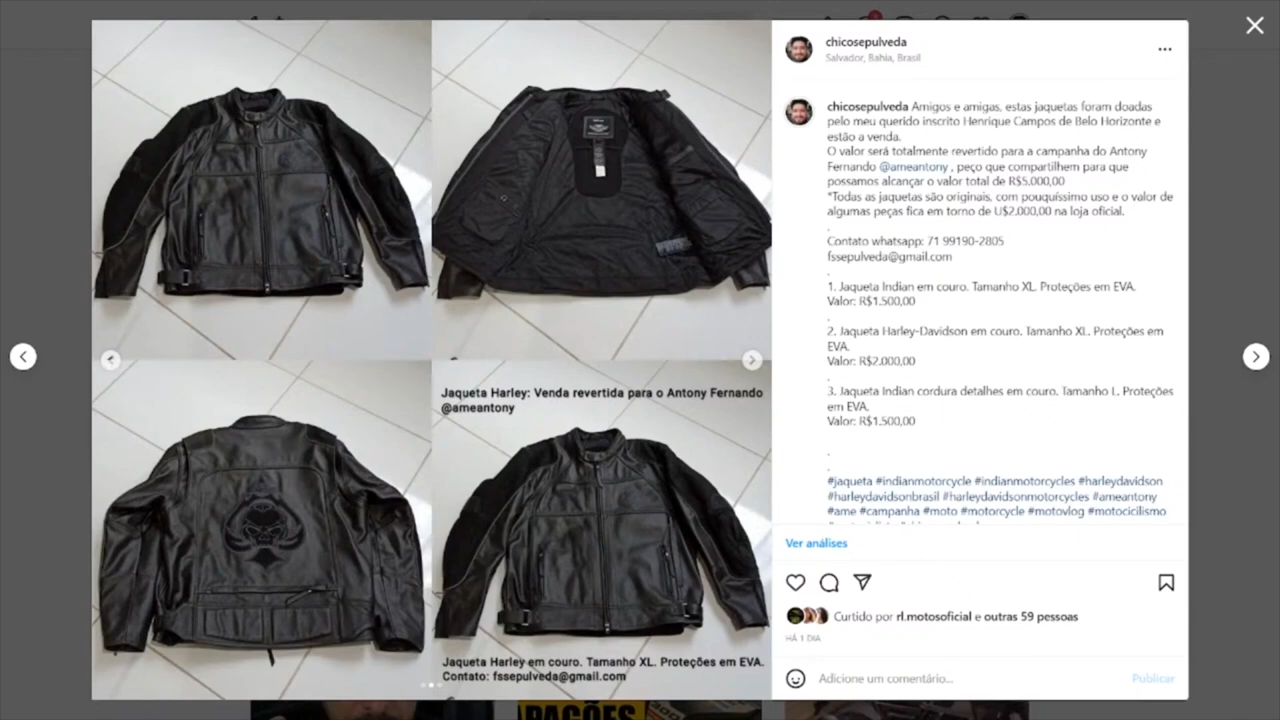 Jaqueta Harley: Venda revertida para o Antony Fernando
@ameantony
Jaqueta Harley em couro. Tamanho XL. Proteções em EVA.
Contato: fssepulveda@gmail.com
chicosepulveda
Salvador, Bahia, Brasil
chicosepulveda Amigos e amigas, estas jaquetas foram doadas
pelo meu querido inscrito Henrique Campos de Belo Horizonte e
estão a venda.
O valor será totalmente revertido para a campanha do Antony
Fernando @ameantony , peço que compartilhem para que
possamos alcançar o valor total de R$5.000,00
*Todas as jaquetas são originais, com pouquíssimo uso e o valor de
algumas peças fica em torno de U$2.000,00 na loja oficial.
.
Contato whatsapp: 71 99190-2805
fssepulveda@gmail.com
.
1. Jaqueta Indian em couro. Tamanho XL. Proteções em EVA.
Valor: R$1.500,00
.
2. Jaqueta Harley-Davidson em couro. Tamanho XL. Proteções em
EVA.
Valor: R$2.000,00
.
3. Jaqueta Indian cordura detalhes em couro. Tamanho L. Proteções
em EVA.
Valor: R$1.500,00
.
.
#jaqueta #indianmotorcycle #indianmotorcycles #harleydavidson
#harleydavidsonbrasil #harleydavidsonmotorcycles #ameantony
#ame #campanha #moto #motorcycle #motovlog #motocicilismo
Ver análises
Curtido por rl.motosoficial e outras 59 pessoas
HÁ 1 DIA
Adicione um comentário...
Publicar